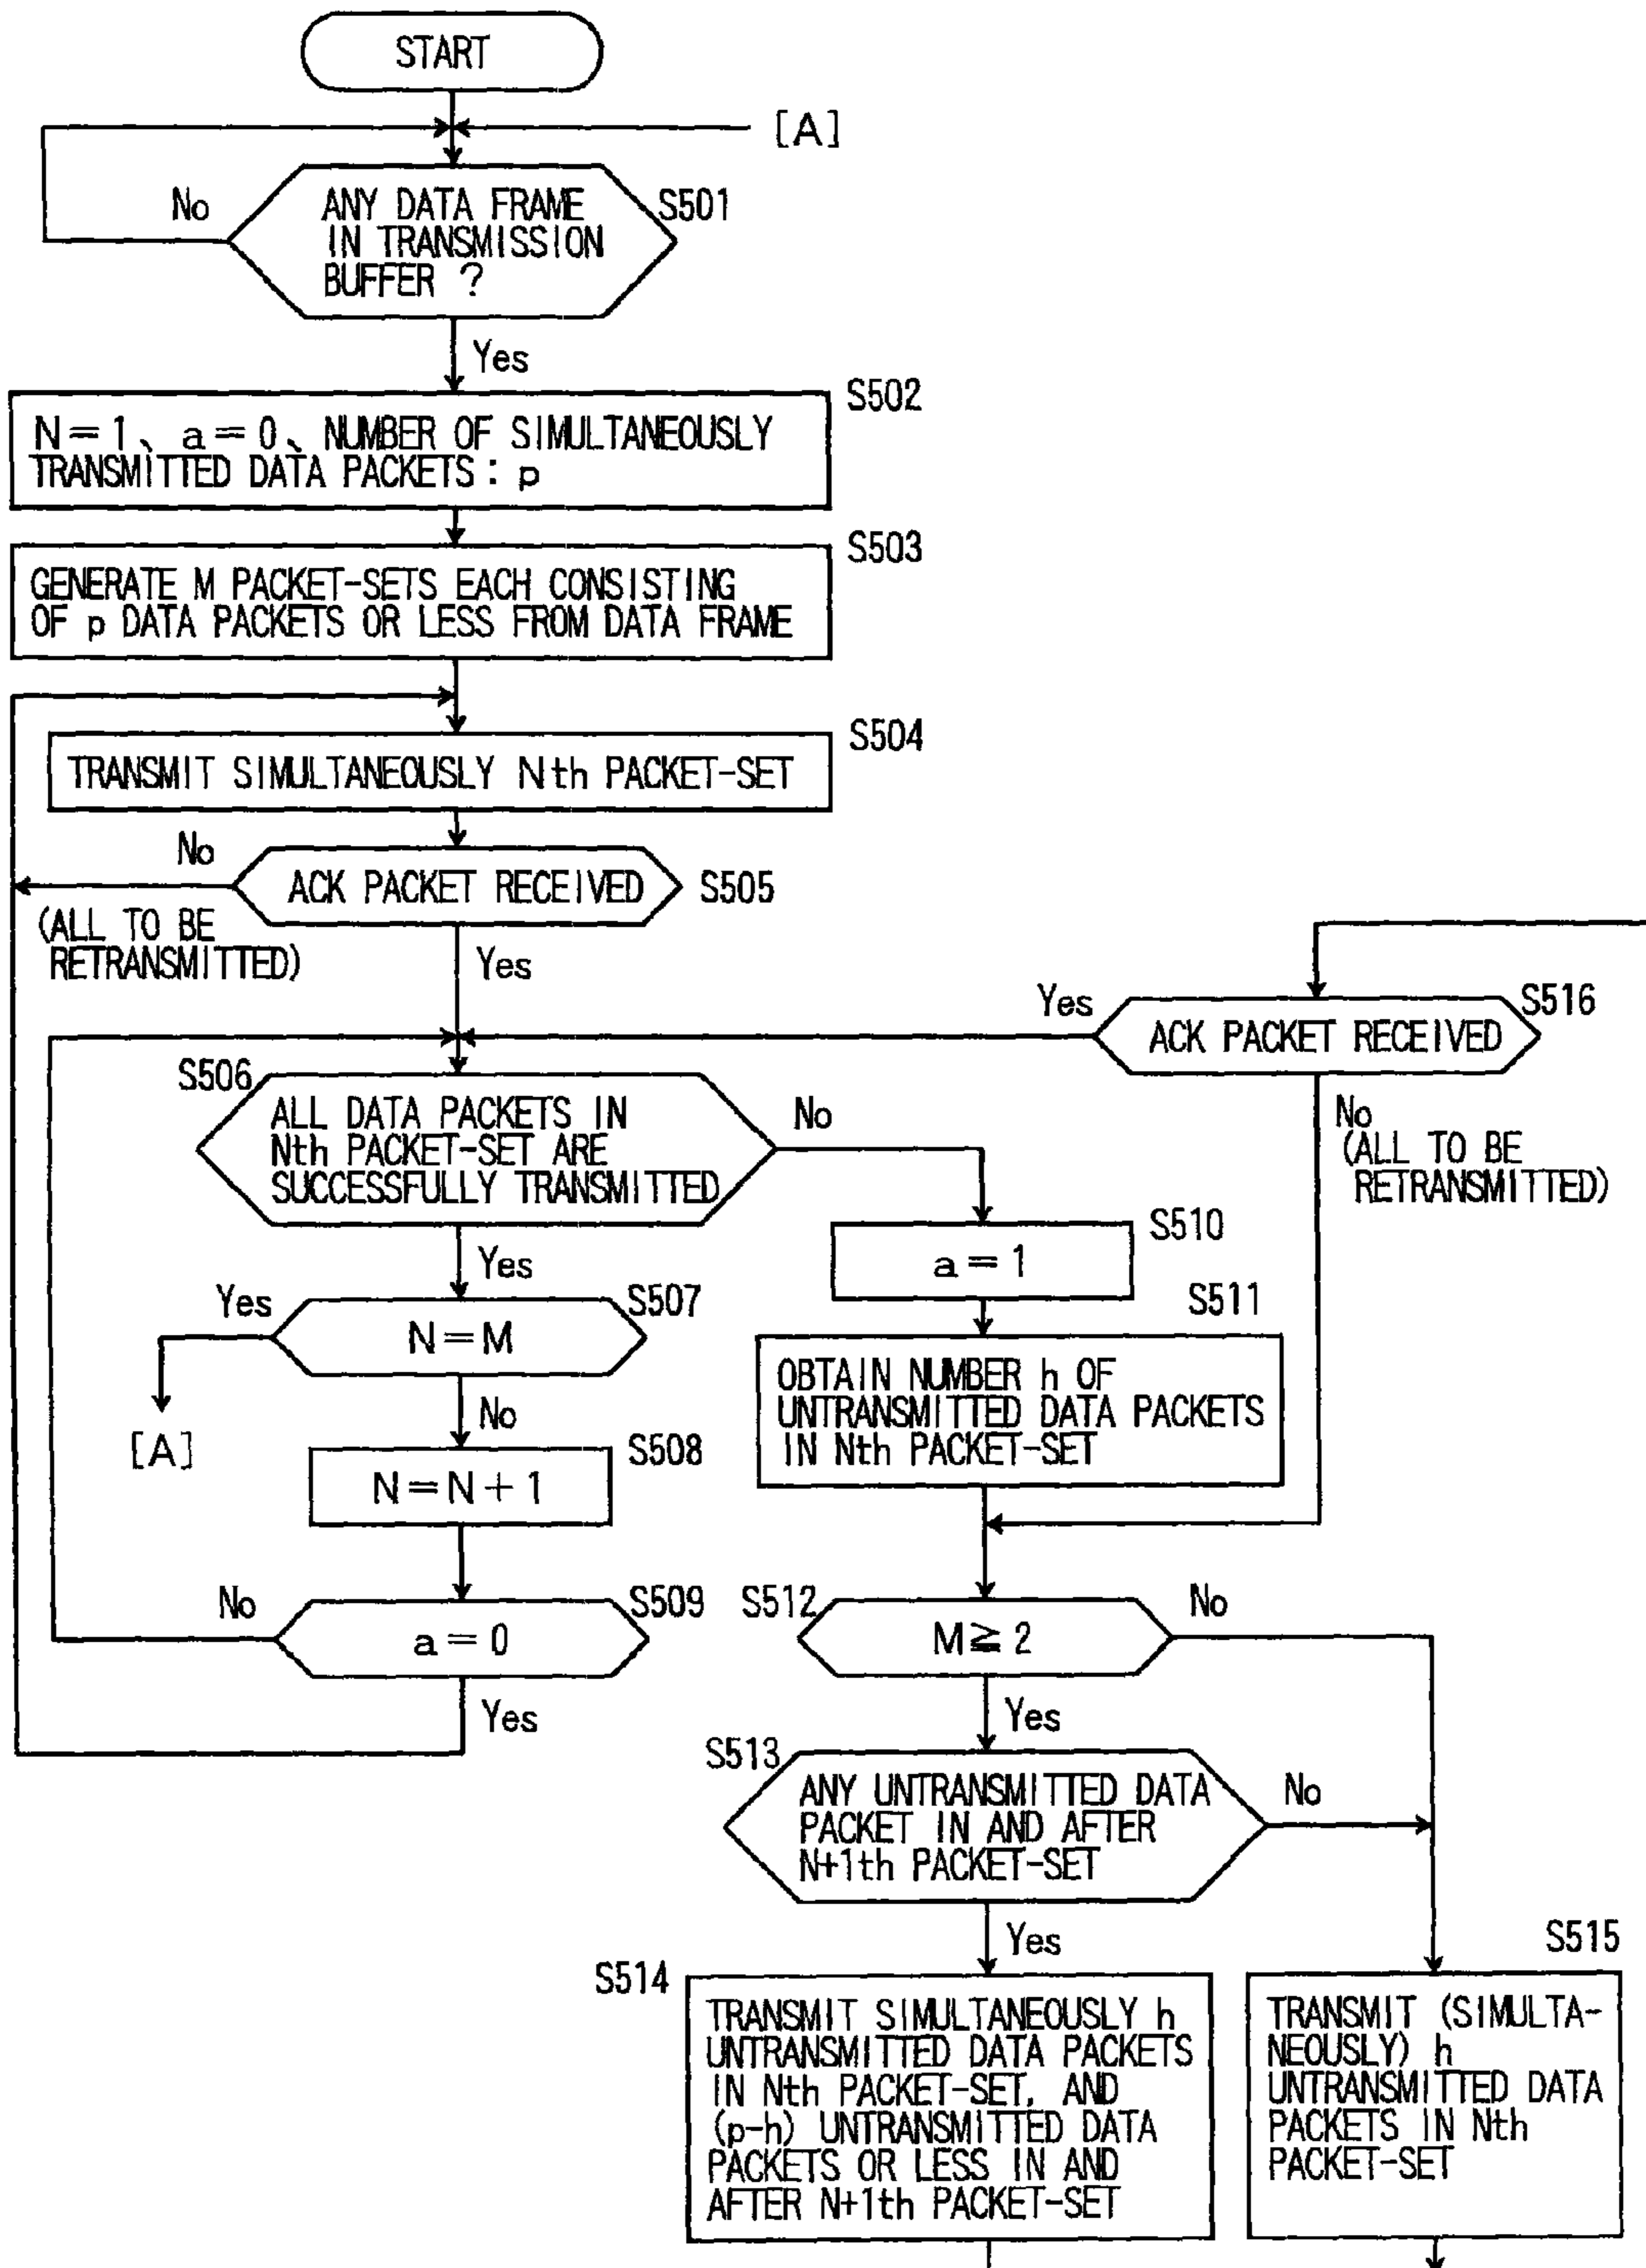 START
[A]
No
ANY DATA FRAME
IN TRANSMISSION
BUFFER ?
S501
Yes
S502
N=1、a=0、NUMBER OF SIMULTANEOUSLY
TRANSMITTED DATA PACKETS : p
S503
GENERATE M PACKET-SETS EACH CONSISTING
OF p DATA PACKETS OR LESS FROM DATA FRAME
S504
TRANSMIT SIMULTANEOUSLY Nth PACKET-SET
No
ACK PACKET RECEIVED
S505
(ALL TO BE
RETRANSMITTED)
Yes
Yes
S516
ACK PACKET RECEIVED
S506
ALL DATA PACKETS IN
Nth PACKET-SET ARE
SUCCESSFULLY TRANSMITTED
No
No
(ALL TO BE
RETRANSMITTED)
S510
a=1
Yes
Yes
S507
N=M
S511
OBTAIN NUMBER h OF
UNTRANSMITTED DATA PACKETS
IN Nth PACKET-SET
No
[A]
S508
N=N+1
No
S509
a=0
Yes
S512
M≧2
No
Yes
S513
ANY UNTRANSMITTED DATA
PACKET IN AND AFTER
N+1th PACKET-SET
No
Yes
S514
TRANSMIT SIMULTANEOUSLY h
UNTRANSMITTED DATA PACKETS
IN Nth PACKET-SET, AND
(p-h) UNTRANSMITTED DATA
PACKETS OR LESS IN AND
AFTER N+1th PACKET-SET
S515
TRANSMIT (SIMULTA-
NEOUSLY) h
UNTRANSMITTED DATA
PACKETS IN Nth
PACKET-SET